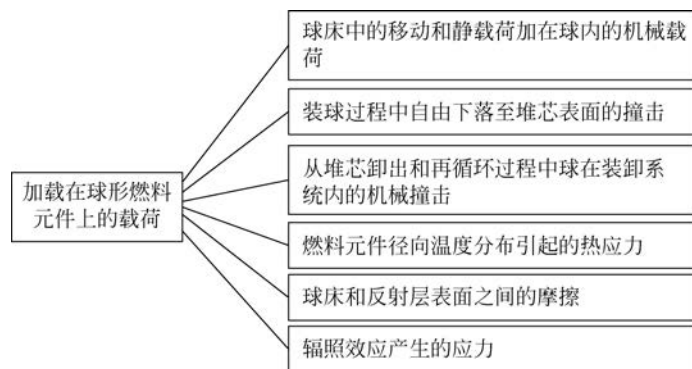 球床中的移动和静载荷加在球内的机械载
荷
装球过程中自由下落至堆芯表面的撞击
从堆芯卸出和再循环过程中球在装卸系
统内的机械撞击
加载在球形燃料
元件上的载荷
燃料元件径向温度分布引起的热应力
球床和反射层表面之间的摩擦
辐照效应产生的应力